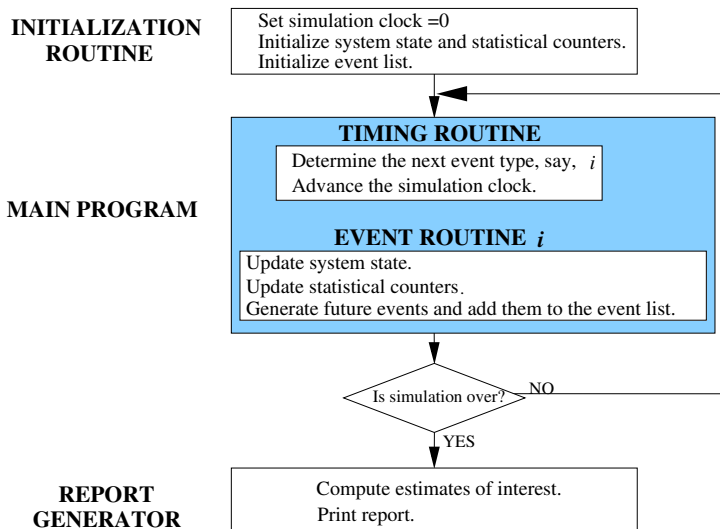 INITIALIZATION
ROUTINE
Set simulation clock =0
Initialize system state and statistical counters.
Initialize event list.
MAIN PROGRAM
TIMING ROUTINE
Determine the next event type, say, i
Advance the simulation clock.
EVENT ROUTINE i
Update system state.
Update statistical counters.
Generate future events and add them to the event list.
Is simulation over?
NO
YES
REPORT
GENERATOR
Compute estimates of interest.
Print report.